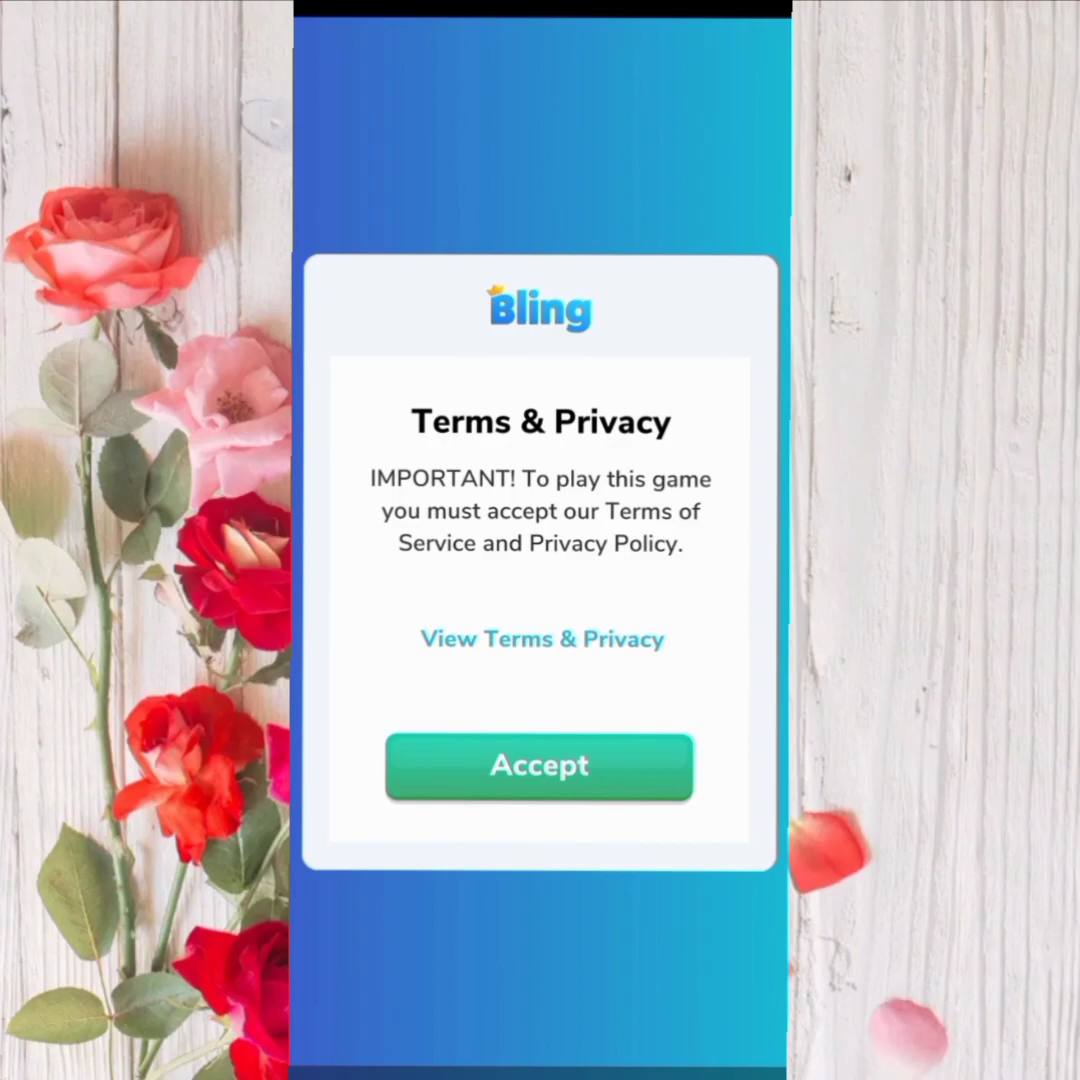 Bling
Terms & Privacy
IMPORTANT! To play this game
you must accept our Terms of
Service and Privacy Policy.
View Terms & Privacy
Accept